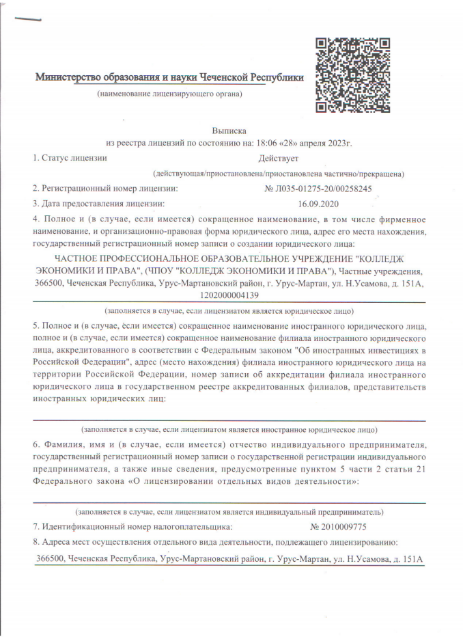 Министерство образования и науки Чеченской Республики
(наименование лицензирующего органа)
Выписка
из реестра лицензий по состоянию на: 18:06 «28» апреля 2023г.
1. Статус лицензии Действует
(действующая/приостановлена/приостановлена частично/прекращена)
2. Регистрационный номер лицензии: № Л035-01275-20/00258245
3. Дата предоставления лицензии: 16.09.2020
4. Полное и (в случае, если имеется) сокращенное наименование, в том числе фирменное
наименование, и организационно-правовая форма юридического лица, адрес его места нахождения,
государственный регистрационный номер записи о создании юридического лица:
ЧАСТНОЕ ПРОФЕССИОНАЛЬНОЕ ОБРАЗОВАТЕЛЬНОЕ УЧРЕЖДЕНИЕ "КОЛЛЕДЖ
ЭКОНОМИКИ И ПРАВА", (ЧПОУ "КОЛЛЕДЖ ЭКОНОМИКИ И ПРАВА"), Частные учреждения,
366500, Чеченская Республика, Урус-Мартановский район, г. Урус-Мартан, ул. Н.Усамова, д. 151А,
1202000004139
(заполняется в случае, если лицензиатом является юридическое лицо)
5. Полное и (в случае, если имеется) сокращенное наименование иностранного юридического лица,
полное и (в случае, если имеется) сокращенное наименование филиала иностранного юридического
лица, аккредитованного в соответствии с Федеральным законом "Об иностранных инвестициях в
Российской Федерации", адрес (место нахождения) филиала иностранного юридического лица на
территории Российской Федерации, номер записи об аккредитации филиала иностранного
юридического лица в государственном реестре аккредитованных филиалов, представительств
иностранных юридических лиц:
(заполняется в случае, если лицензиатом является иностранное юридическое лицо)
6. Фамилия, имя и (в случае, если имеется) отчество индивидуального предпринимателя,
государственный регистрационный номер записи о государственной регистрации индивидуального
предпринимателя, а также иные сведения, предусмотренные пунктом 5 части 2 статьи 21
Федерального закона «О лицензировании отдельных видов деятельности»:
(заполняется в случае, если лицензиатом является индивидуальный предприниматель)
7. Идентификационный номер налогоплательщика: № 2010009775
8. Адреса мест осуществления отдельного вида деятельности, подлежащего лицензированию:
366500, Чеченская Республика, Урус-Мартановский район, г. Урус-Мартан, ул. Н.Усамова, д. 151А